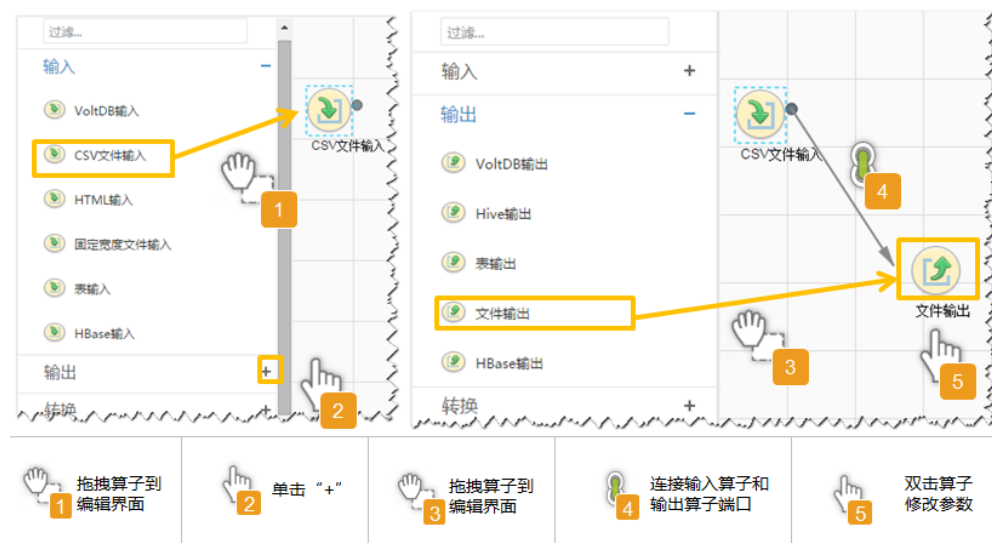 过滤...
输入 −
VoltDB输入
CSV文件输入
HTML输入
固定宽度文件输入
表输入
HBase输入
输出 +
转换 +
CSV文件输入
1
2
过滤...
输入 +
输出 −
VoltDB输出
Hive输出
表输出
文件输出
HBase输出
转换 +
CSV文件输入
4
文件输出
3
5
1
拖拽算子到
编辑界面
2
单击“+”
3
拖拽算子到
编辑界面
4
连接输入算子和
输出算子端口
5
双击算子
修改参数